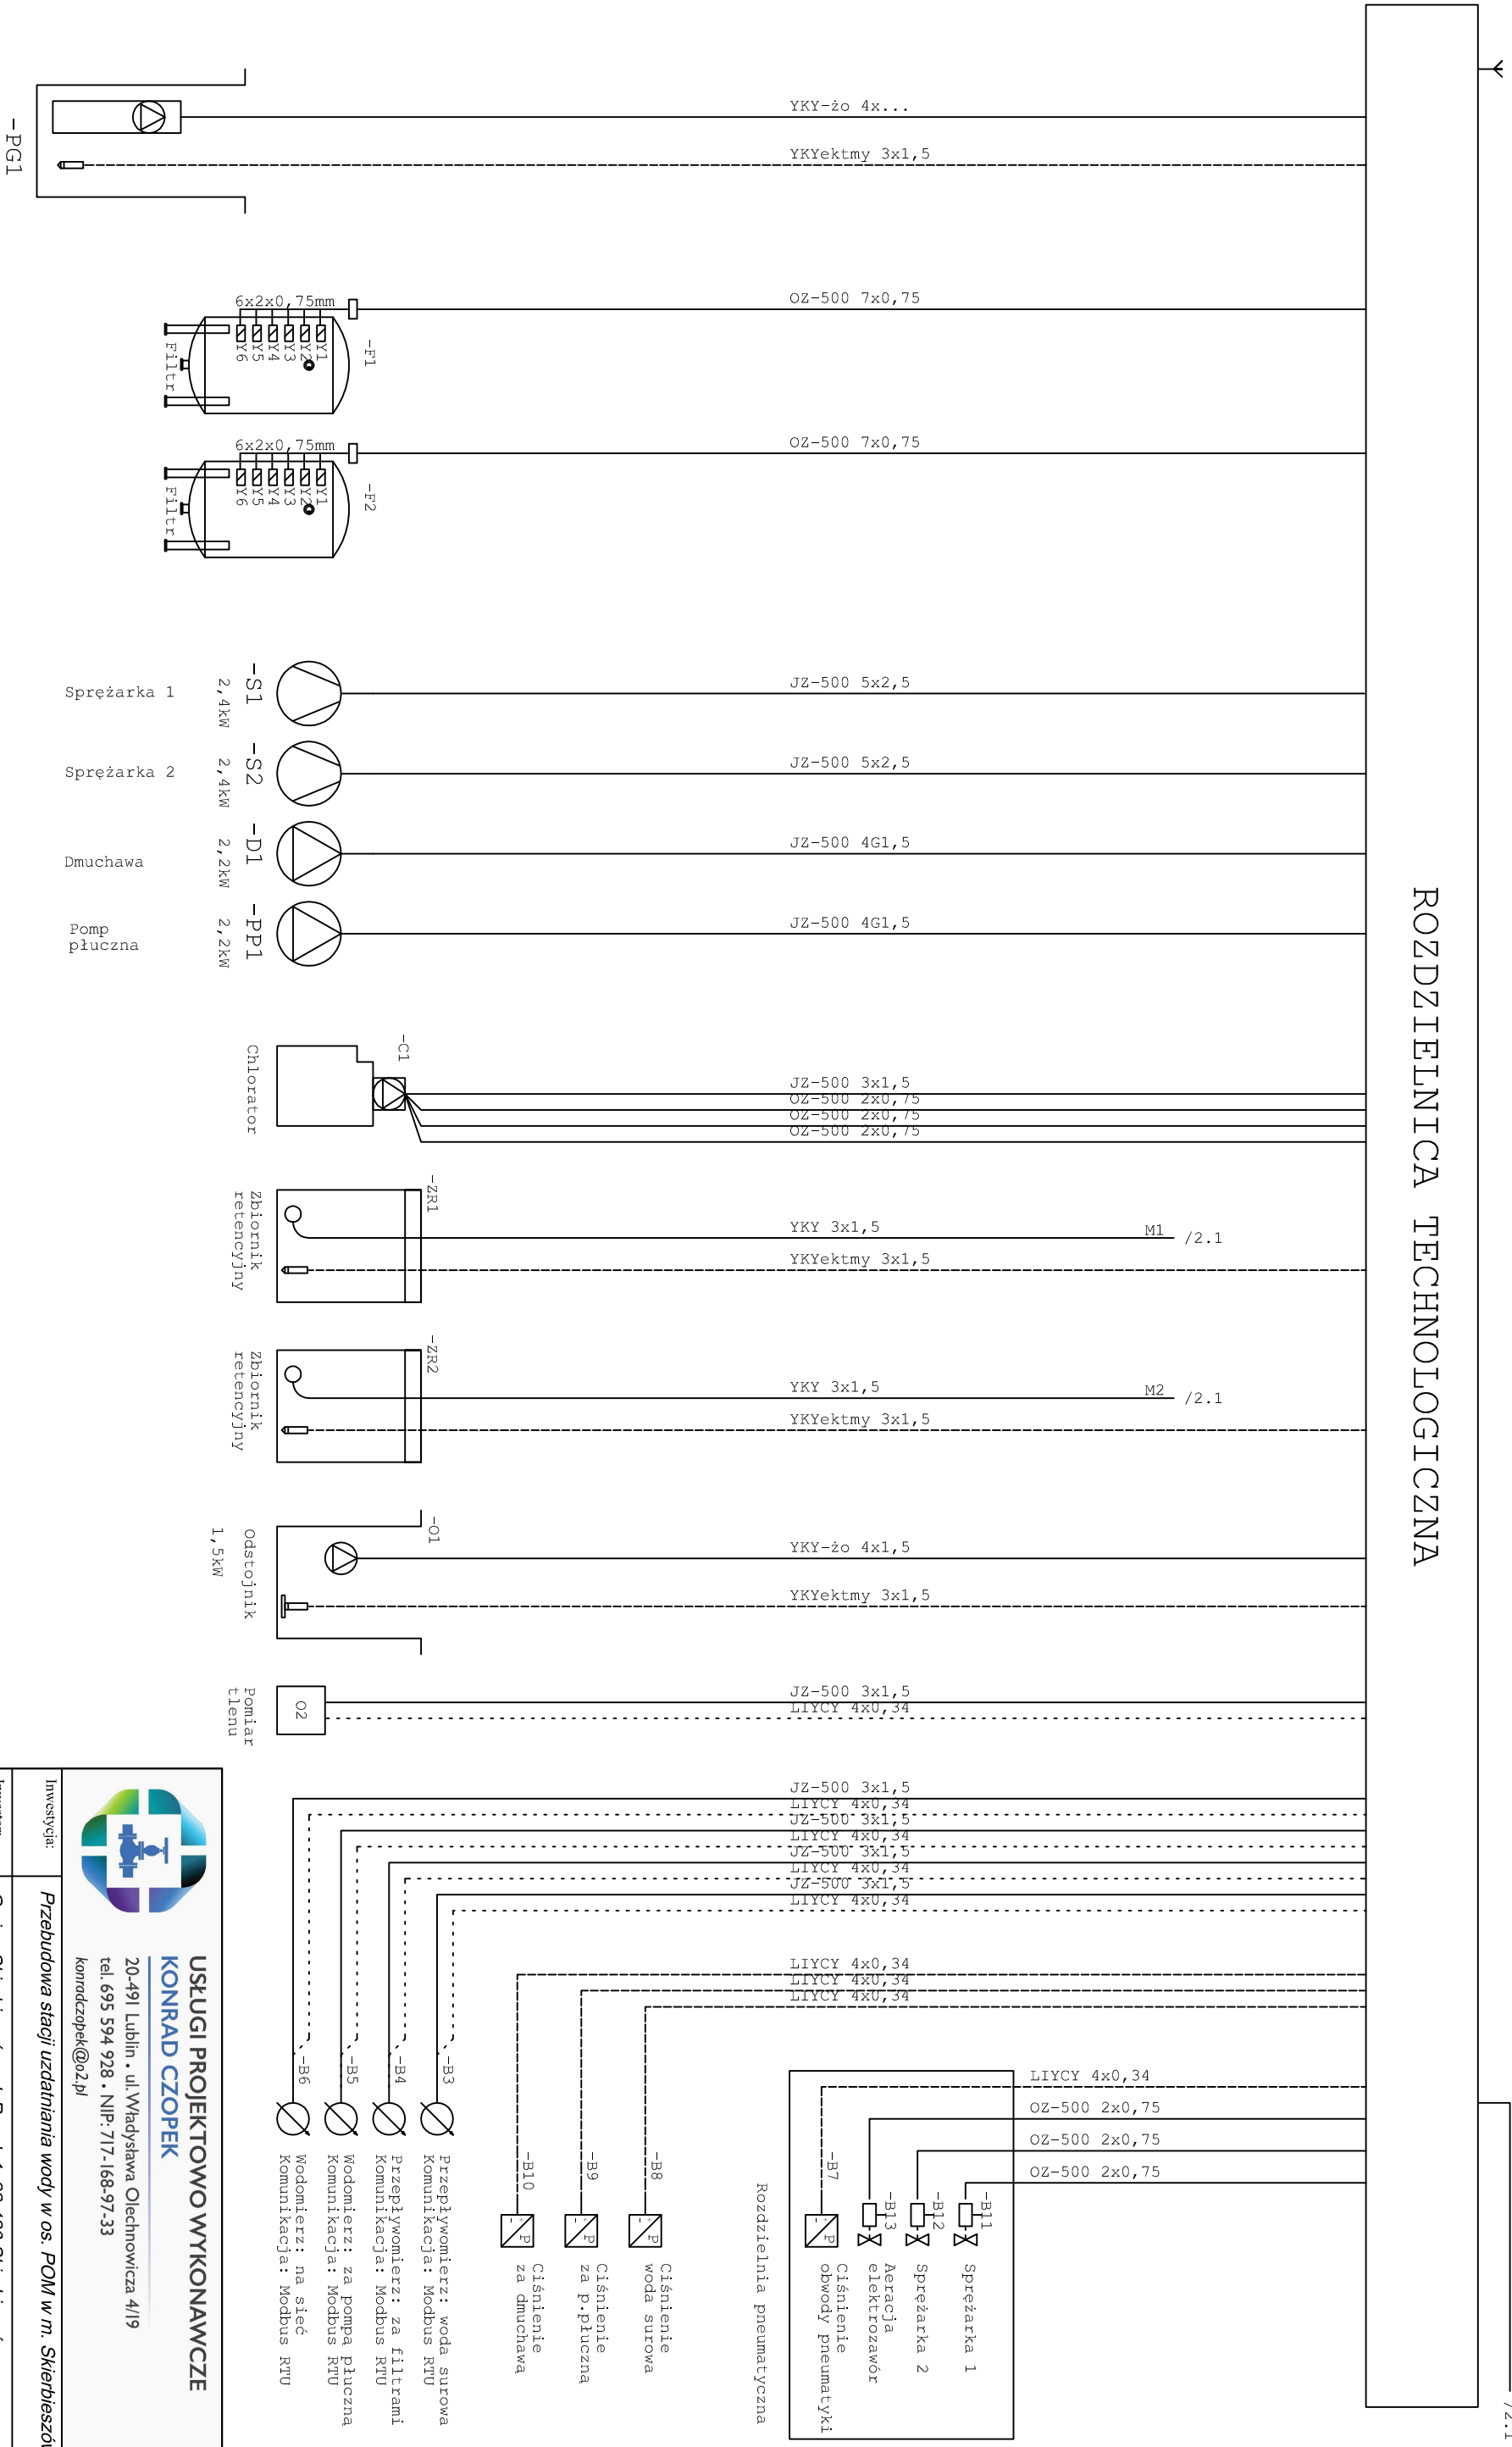 ROZDZIELNICA TECHNOLOGICZNA
/2.1
YKY-żo 4x...
YKYektmy 3x1,5
-PG1
OZ-500 7x0,75
6x2x0,75mm
-F1
Y1
Y2
Y3
Y4
Y5
Y6
Filtr
OZ-500 7x0,75
6x2x0,75mm
-F2
Y1
Y2
Y3
Y4
Y5
Y6
Filtr
JZ-500 5x2,5
-S1
2,4kW
Sprężarka 1
JZ-500 5x2,5
-S2
2,4kW
Sprężarka 2
JZ-500 4G1,5
-D1
2,2kW
Dmuchawa
JZ-500 4G1,5
-PP1
2,2kW
Pomp
płuczna
JZ-500 3x1,5
OZ-500 2x0,75
OZ-500 2x0,75
OZ-500 2x0,75
-C1
Chlorator
-ZR1
YKY 3x1,5
M1
/2.1
YKYektmy 3x1,5
Zbiornik
retencyjny
-ZR2
YKY 3x1,5
M2
/2.1
YKYektmy 3x1,5
Zbiornik
retencyjny
-O1
YKY-żo 4x1,5
YKYektmy 3x1,5
Odstojnik
1,5kW
JZ-500 3x1,5
LIYCY 4x0,34
O2
Pomiar
tlenu
JZ-500 3x1,5
LIYCY 4x0,34
JZ-500 3x1,5
LIYCY 4x0,34
JZ-500 3x1,5
LIYCY 4x0,34
JZ-500 3x1,5
LIYCY 4x0,34
-B3
Przepływomierz: woda surowa
Komunikacja: Modbus RTU
-B4
Przepływomierz: za filtrami
Komunikacja: Modbus RTU
-B5
Wodomierz: za pompą płuczną
Komunikacja: Modbus RTU
-B6
Wodomierz: na sieć
Komunikacja: Modbus RTU
LIYCY 4x0,34
LIYCY 4x0,34
LIYCY 4x0,34
-B8
P
Ciśnienie
woda surowa
-B9
P
Ciśnienie
za p.płuczną
-B10
P
Ciśnienie
za dmuchawą
LIYCY 4x0,34
OZ-500 2x0,75
OZ-500 2x0,75
OZ-500 2x0,75
-B11
Sprężarka 1
-B12
Sprężarka 2
-B13
Aeracja
elektrozawór
-B7
P
Ciśnienie
obwody pneumatyki
Rozdzielnia pneumatyczna
USŁUGI PROJEKTOWO WYKONAWCZE
KONRAD CZOPEK
20-491 Lublin • ul.Władysława Olechnowicza 4/19
tel. 695 594 928 • NIP: 717-168-97-33
konradczopek@o2.pl
Inwestycja:
Przebudowa stacji uzdatniania wody w os. POM w m. Skierbieszów